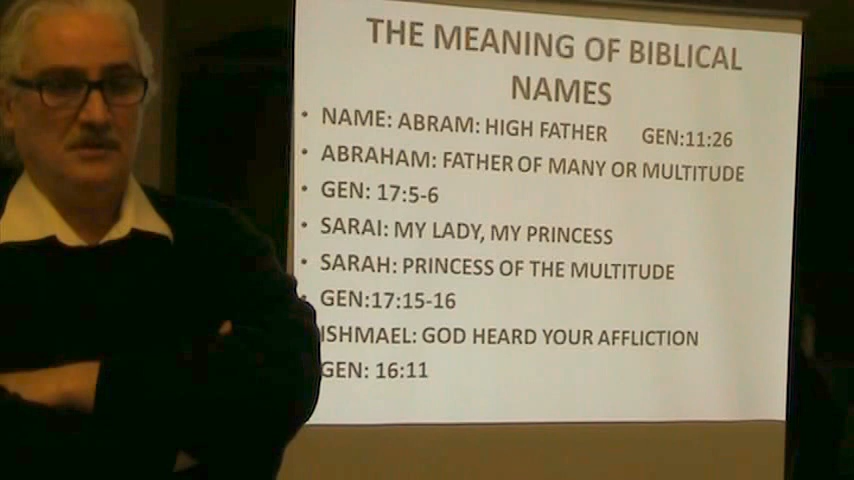 THE MEANING OF BIBLICAL
NAMES
• NAME: ABRAM: HIGH FATHER GEN:11:26
• ABRAHAM: FATHER OF MANY OR MULTITUDE
• GEN: 17:5-6
• SARAI: MY LADY, MY PRINCESS
• SARAH: PRINCESS OF THE MULTITUDE
• GEN:17:15-16
ISHMAEL: GOD HEARD YOUR AFFLICTION
GEN: 16:11